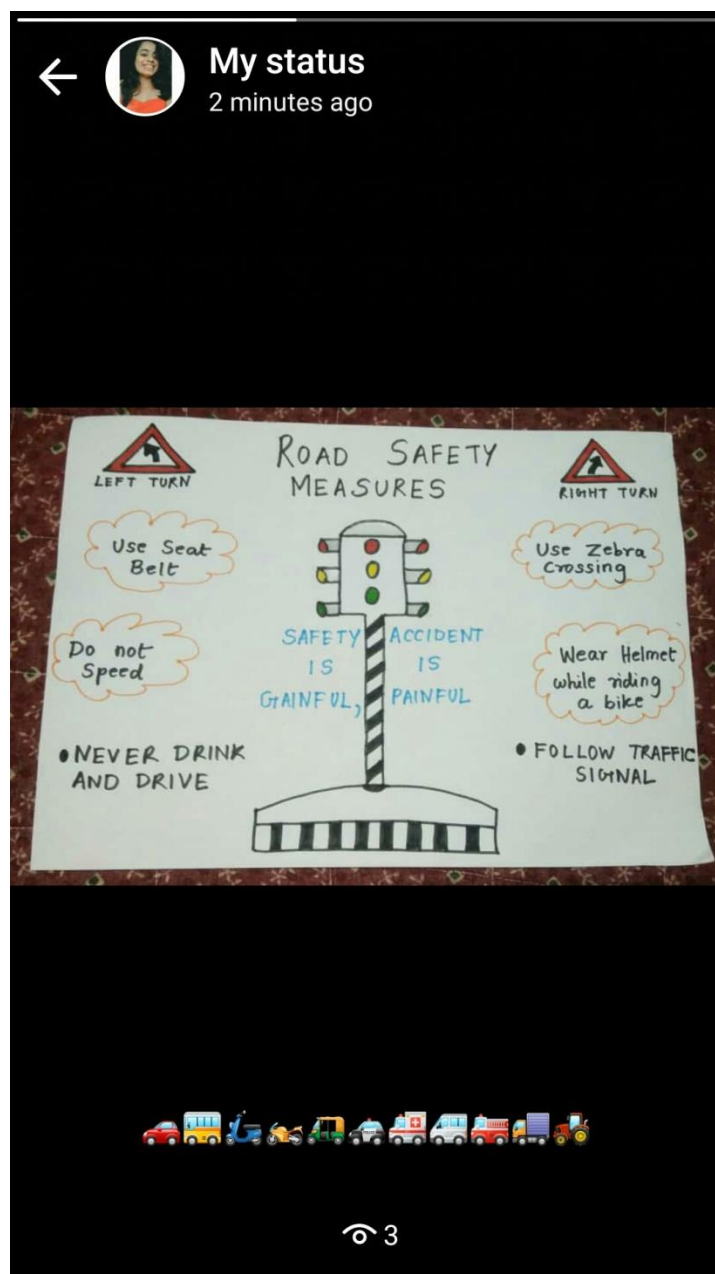 My status
2 minutes ago
ROAD SAFETY
MEASURES
LEFT TURN
RIGHT TURN
Use Seat
Belt
Use Zebra
Crossing
Do not
Speed
SAFETY
IS
GAINFUL,
ACCIDENT
IS
PAINFUL
Wear Helmet
while riding
a bike
• NEVER DRINK
AND DRIVE
• FOLLOW TRAFFIC
SIGNAL
3